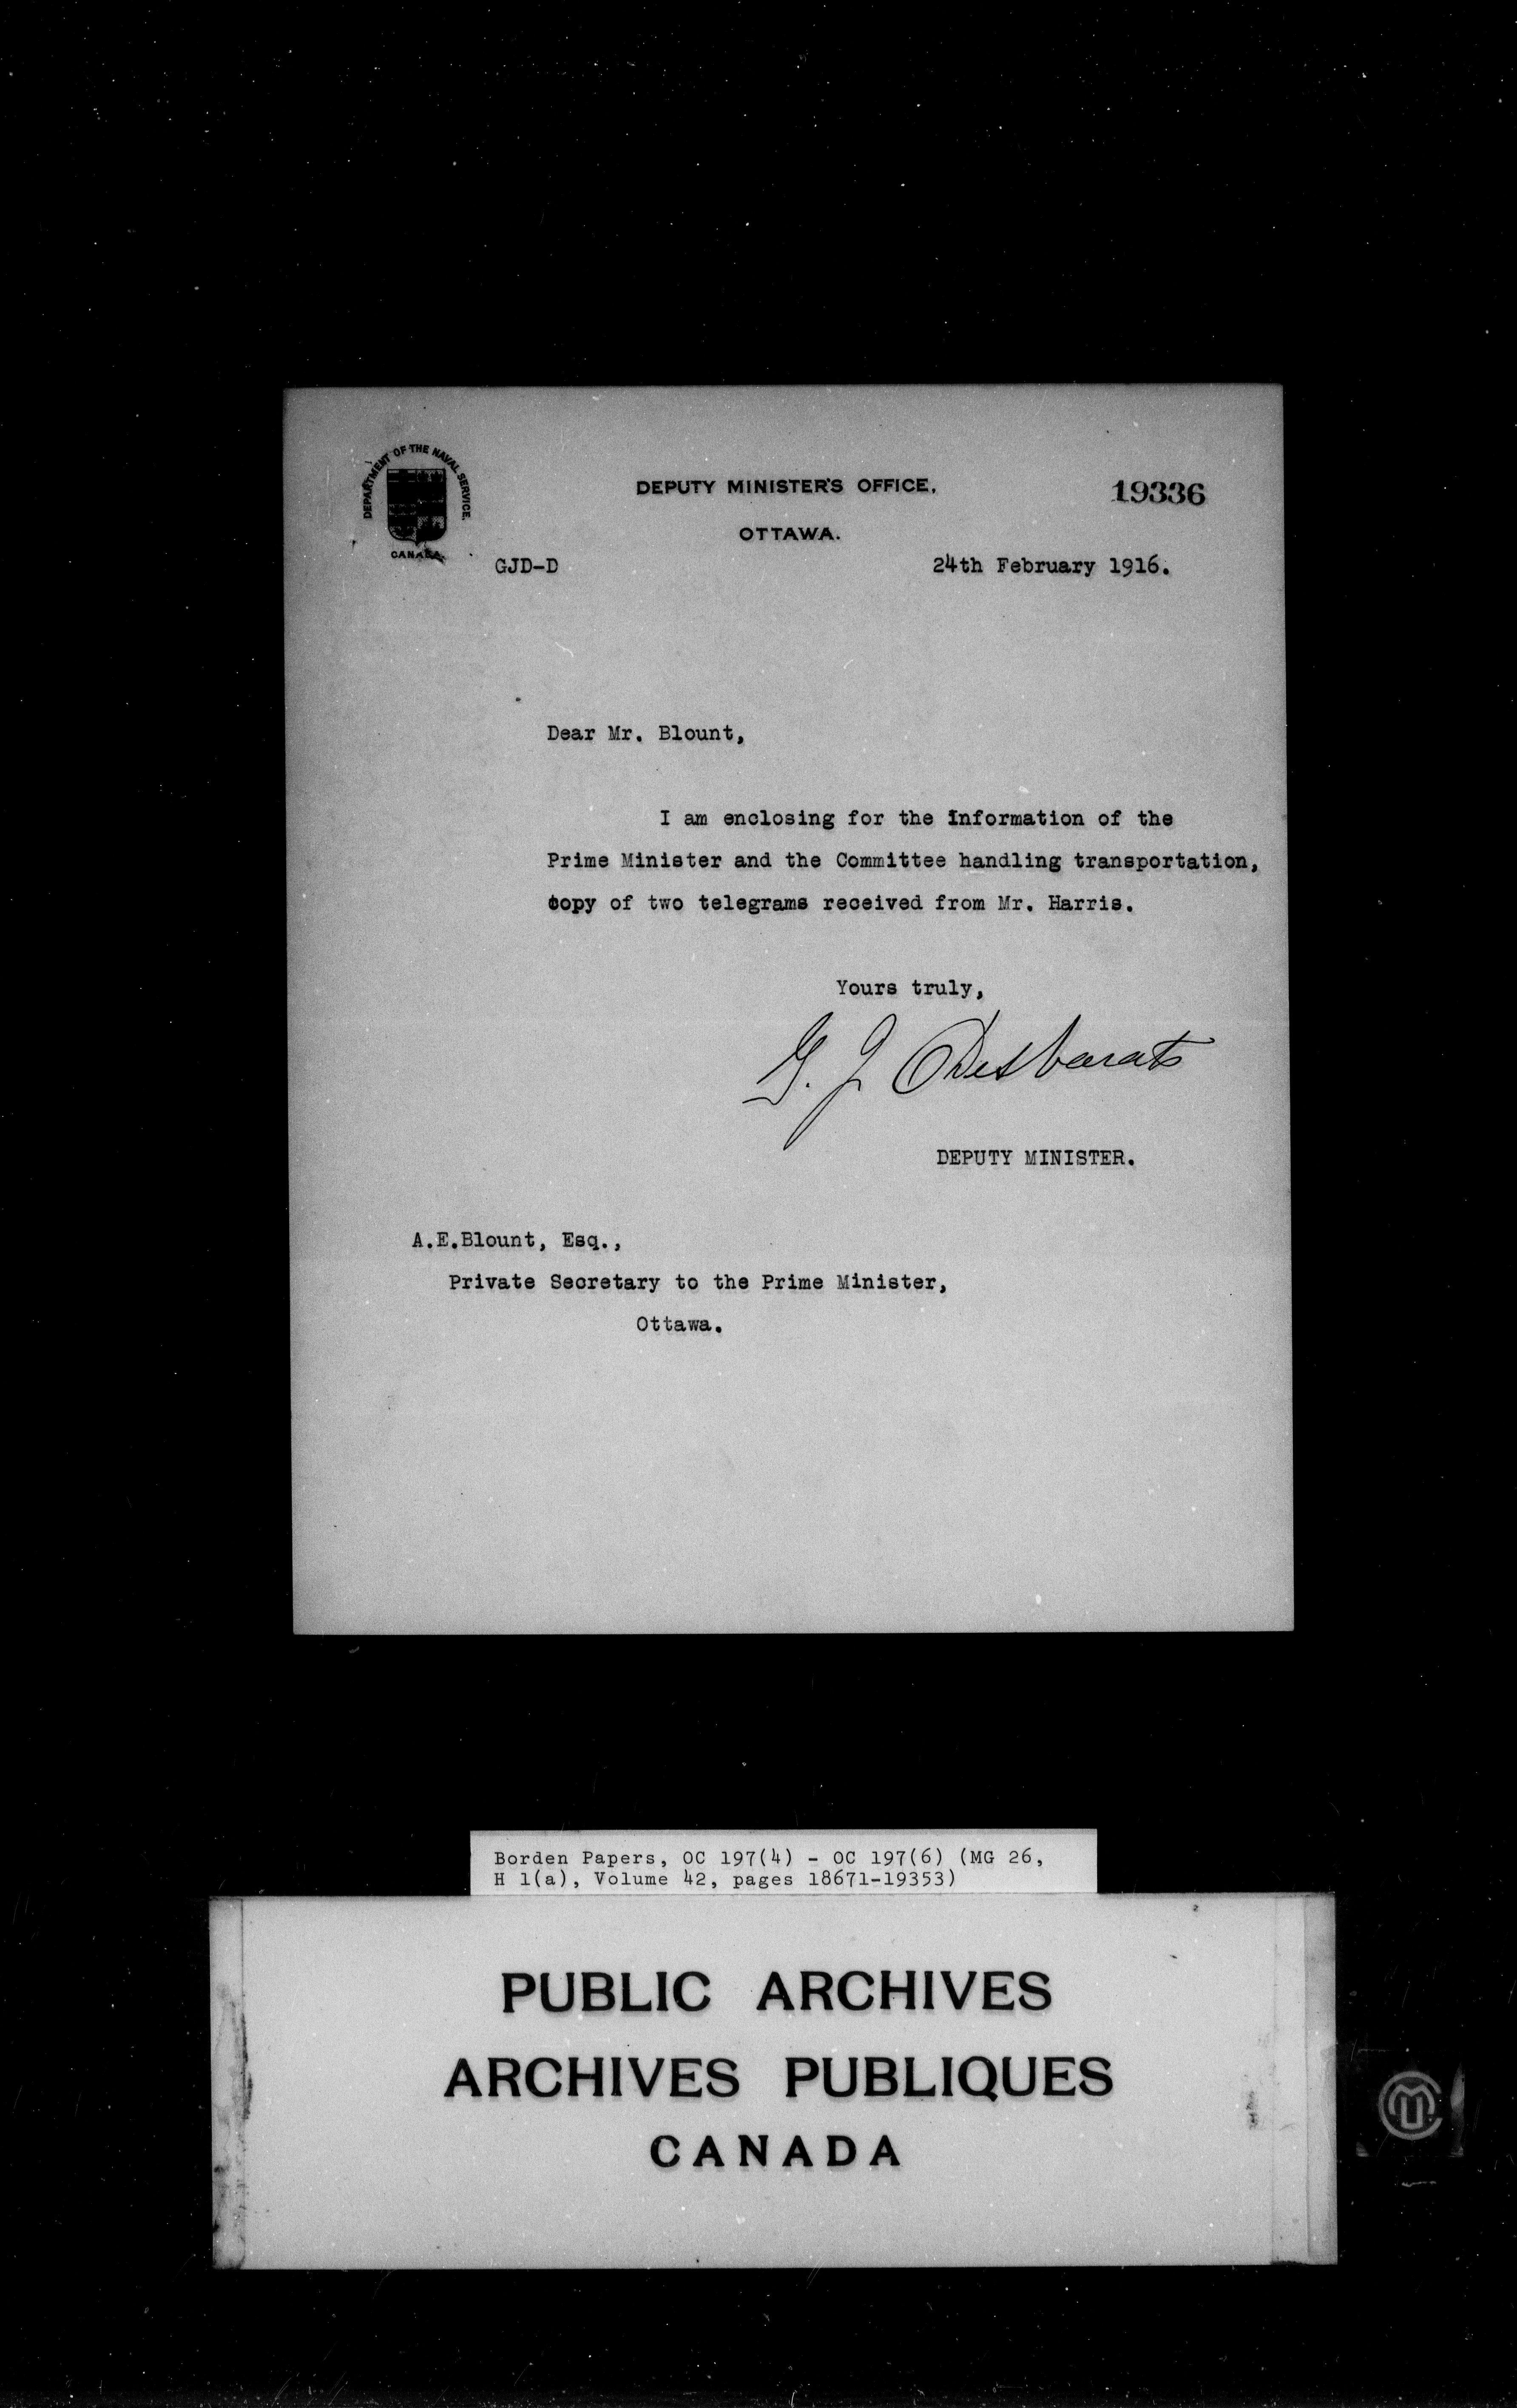 DEPARTMENT OF THE NAVAL SERVICE.
CANADA.
DEPUTY MINISTER'S OFFICE,
19336
OTTAWA.
GJD-D
24th February 1916.
Dear Mr. Blount,
I am enclosing for the Information of the
Prime Minister and the Committee handling transportation,
copy of two telegrams received from Mr. Harris.
Yours truly,
G. J Desbarats
DEPUTY MINISTER.
A.E.Blount, Esq.,
Private Secretary to the Prime Minister,
Ottawa.
Borden Papers, OC 197(4) - OC 197(6) (MG 26,
H 1(a), Volume 42, pages 18671-19353)
PUBLIC ARCHIVES
ARCHIVES PUBLIQUES
CANADA